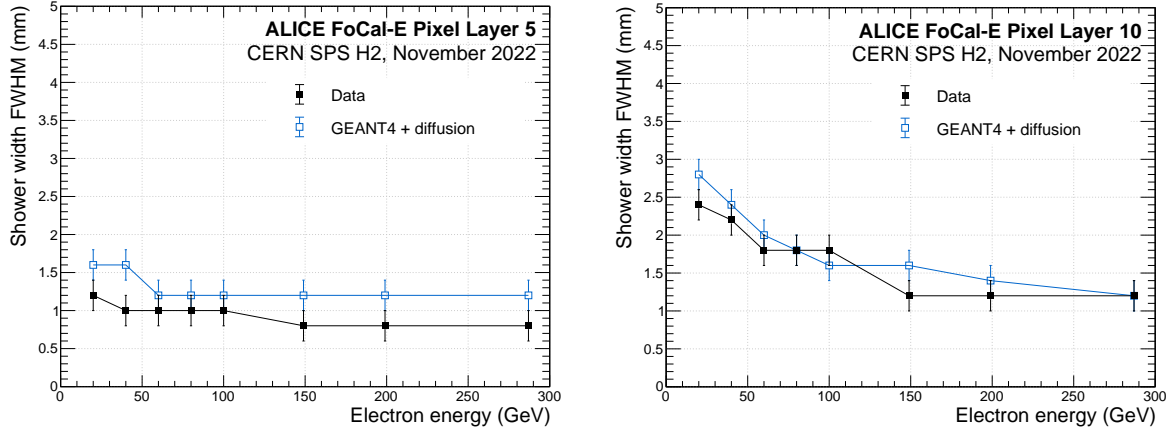 ALICE FoCal-E Pixel Layer 5
CERN SPS H2, November 2022
Data
GEANT4 + diffusion
Shower width FWHM (mm)
5
4.5
4
3.5
3
2.5
2
1.5
1
0.5
0
0 50 100 150 200 250 300
Electron energy (GeV)
ALICE FoCal-E Pixel Layer 10
CERN SPS H2, November 2022
Data
GEANT4 + diffusion
Shower width FWHM (mm)
5
4.5
4
3.5
3
2.5
2
1.5
1
0.5
0
0 50 100 150 200 250 300
Electron energy (GeV)